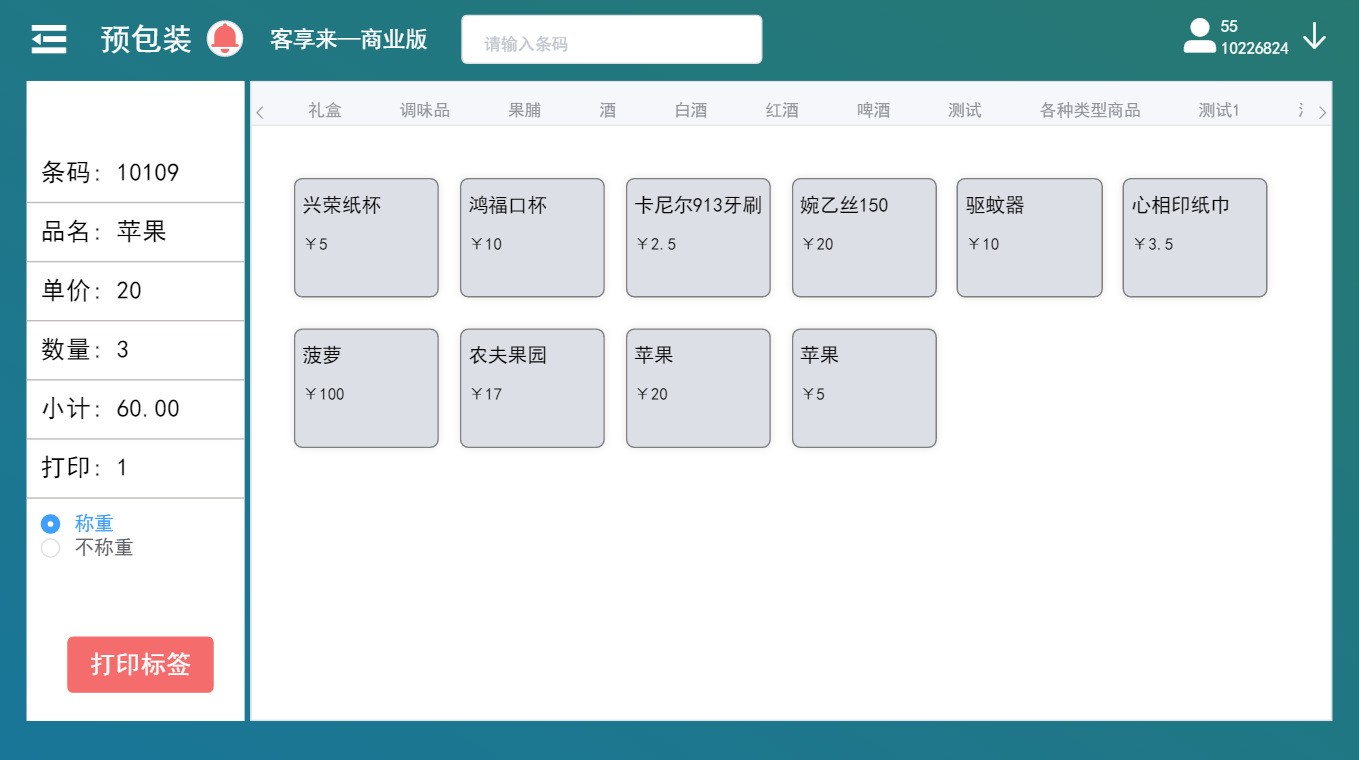 预包装
客享来—商业版
请输入条码
55
10226824
礼盒 调味品 果脯 酒 白酒 红酒 啤酒 测试 各种类型商品 测试1
条码：10109
品名：苹果
单价：20
数量：3
小计：60.00
打印：1
称重
不称重
打印标签
兴荣纸杯
￥5
鸿福口杯
￥10
卡尼尔913牙刷
￥2.5
婉乙丝150
￥20
驱蚊器
￥10
心相印纸巾
￥3.5
菠萝
￥100
农夫果园
￥17
苹果
￥20
苹果
￥5